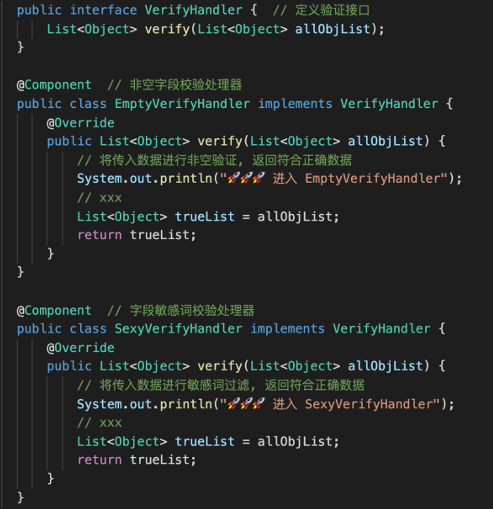 public interface VerifyHandler {  // 定义验证接口
    List<Object> verify(List<Object> allObjList);
}

@Component  // 非空字段校验处理器
public class EmptyVerifyHandler implements VerifyHandler {
    @Override
    public List<Object> verify(List<Object> allObjList) {
        // 将传入数据进行非空验证, 返回符合正确数据
        System.out.println("🚀🚀🚀 进入 EmptyVerifyHandler");
        // xxx
        List<Object> trueList = allObjList;
        return trueList;
    }
}

@Component  // 字段敏感词校验处理器
public class SexyVerifyHandler implements VerifyHandler {
    @Override
    public List<Object> verify(List<Object> allObjList) {
        // 将传入数据进行敏感词过滤, 返回符合正确数据
        System.out.println("🚀🚀🚀 进入 SexyVerifyHandler");
        // xxx
        List<Object> trueList = allObjList;
        return trueList;
    }
}